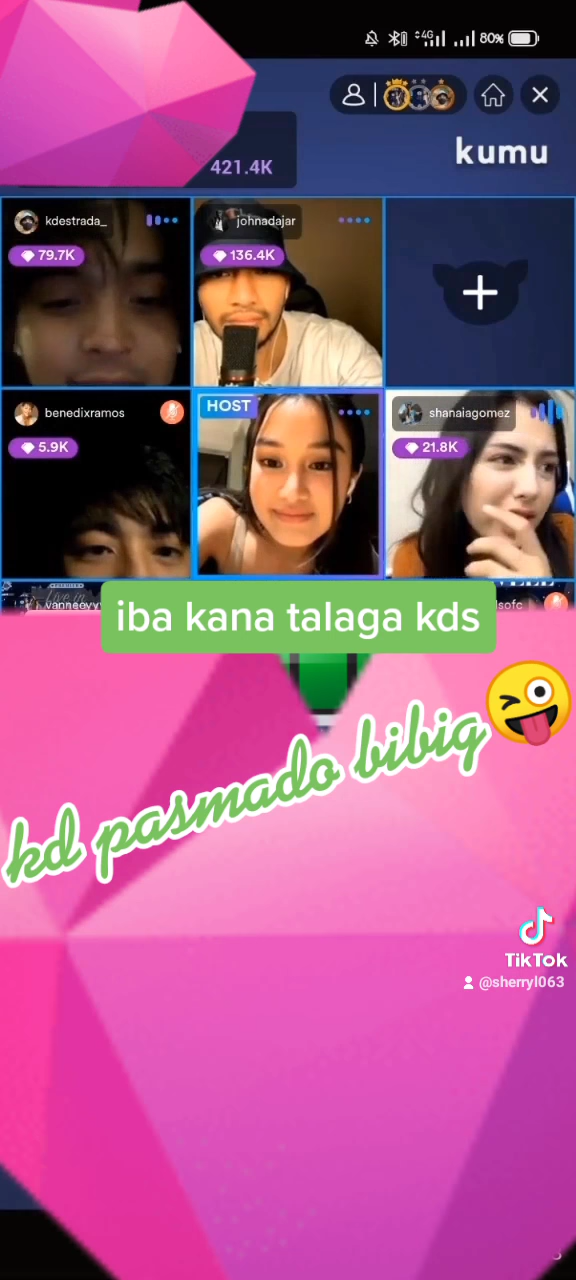 4G
80%
kumu
421.4K
kdestrada_
79.7K
johnadajar
136.4K
benedixramos
5.9K
HOST
shanaiagomez
21.8K
iba kana talaga kds
kd pasmado bibig
TikTok
@sherryl063